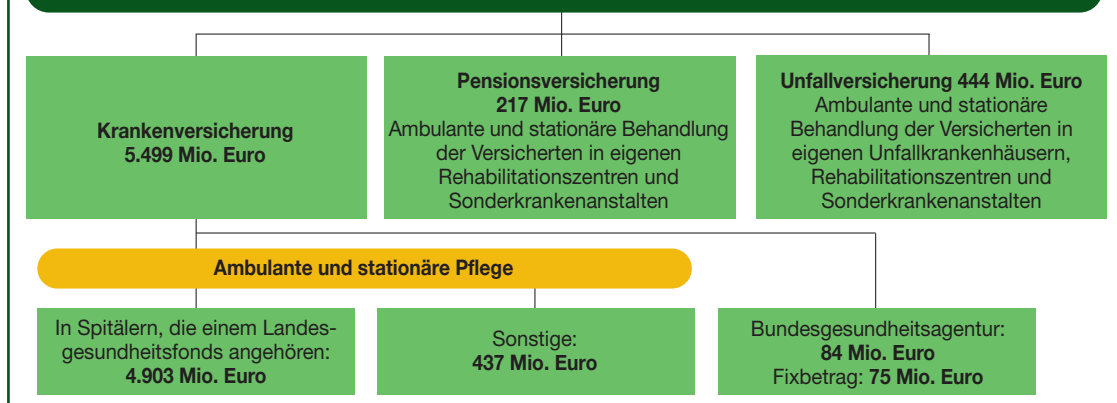 Krankenversicherung
5.499 Mio. Euro
Pensionsversicherung
217 Mio. Euro
Ambulante und stationäre Behandlung
der Versicherten in eigenen
Rehabilitationszentren und
Sonderkrankenanstalten
Unfallversicherung 444 Mio. Euro
Ambulante und stationäre
Behandlung der Versicherten in
eigenen Unfallkrankenhäusern,
Rehabilitationszentren und
Sonderkrankenanstalten
Ambulante und stationäre Pflege
In Spitälern, die einem Landes-
gesundheitsfonds angehören:
4.903 Mio. Euro
Sonstige:
437 Mio. Euro
Bundesgesundheitsagentur:
84 Mio. Euro
Fixbetrag: 75 Mio. Euro